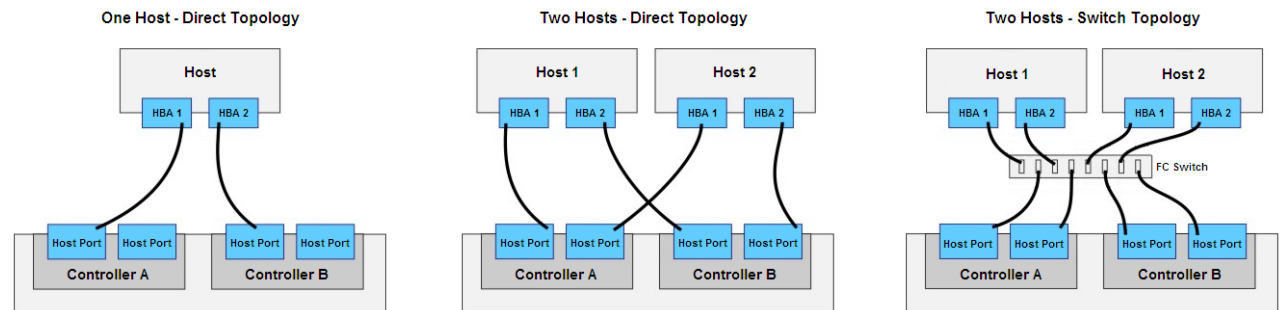 One Host - Direct Topology
Host
HBA 1 HBA 2
Host Port Host Port Host Port Host Port
Controller A Controller B
Two Hosts - Direct Topology
Host 1 Host 2
HBA 1 HBA 2 HBA 1 HBA 2
Host Port Host Port Host Port Host Port
Controller A Controller B
Two Hosts - Switch Topology
Host 1 Host 2
HBA 1 HBA 2 HBA 1 HBA 2
FC Switch
Host Port Host Port Host Port Host Port
Controller A Controller B